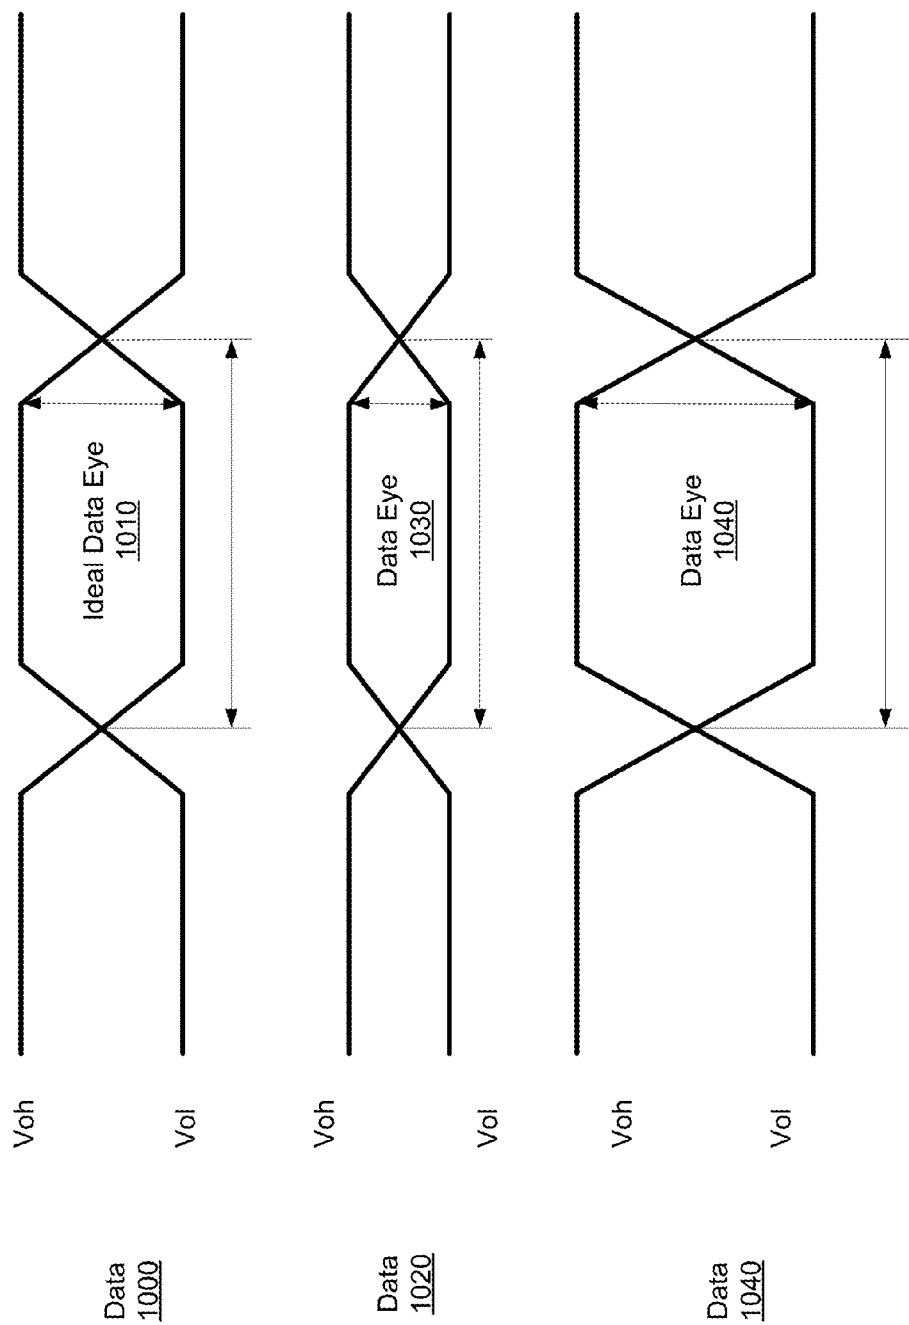 Voh
Ideal Data Eye
1010
Data
1000
Vol
Voh
Data Eye
1030
Data
1020
Vol
Voh
Data Eye
1040
Data
1040
Vol